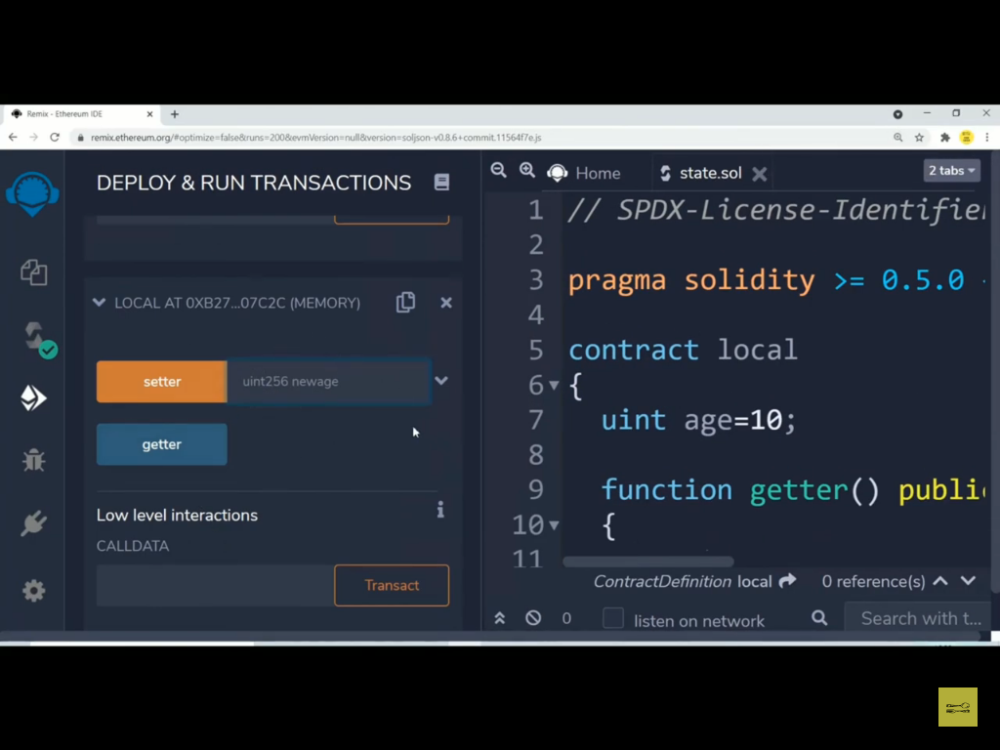 Remix - Ethereum IDE
remix.ethereum.org/#optimize=false&runs=200&evmVersion=null&version=soljson-v0.8.6+commit.11564f7e.js
DEPLOY & RUN TRANSACTIONS
LOCAL AT 0XB27...07C2C (MEMORY)
setter
uint256 newage
getter
Low level interactions
CALLDATA
Transact
Home
state.sol
2 tabs
1 // SPDX-License-Identifier
2
3 pragma solidity >= 0.5.0
4
5 contract local
6 {
7 uint age=10;
8
9 function getter() publi
10 {
11
ContractDefinition local 0 reference(s)
0 listen on network Search with t...